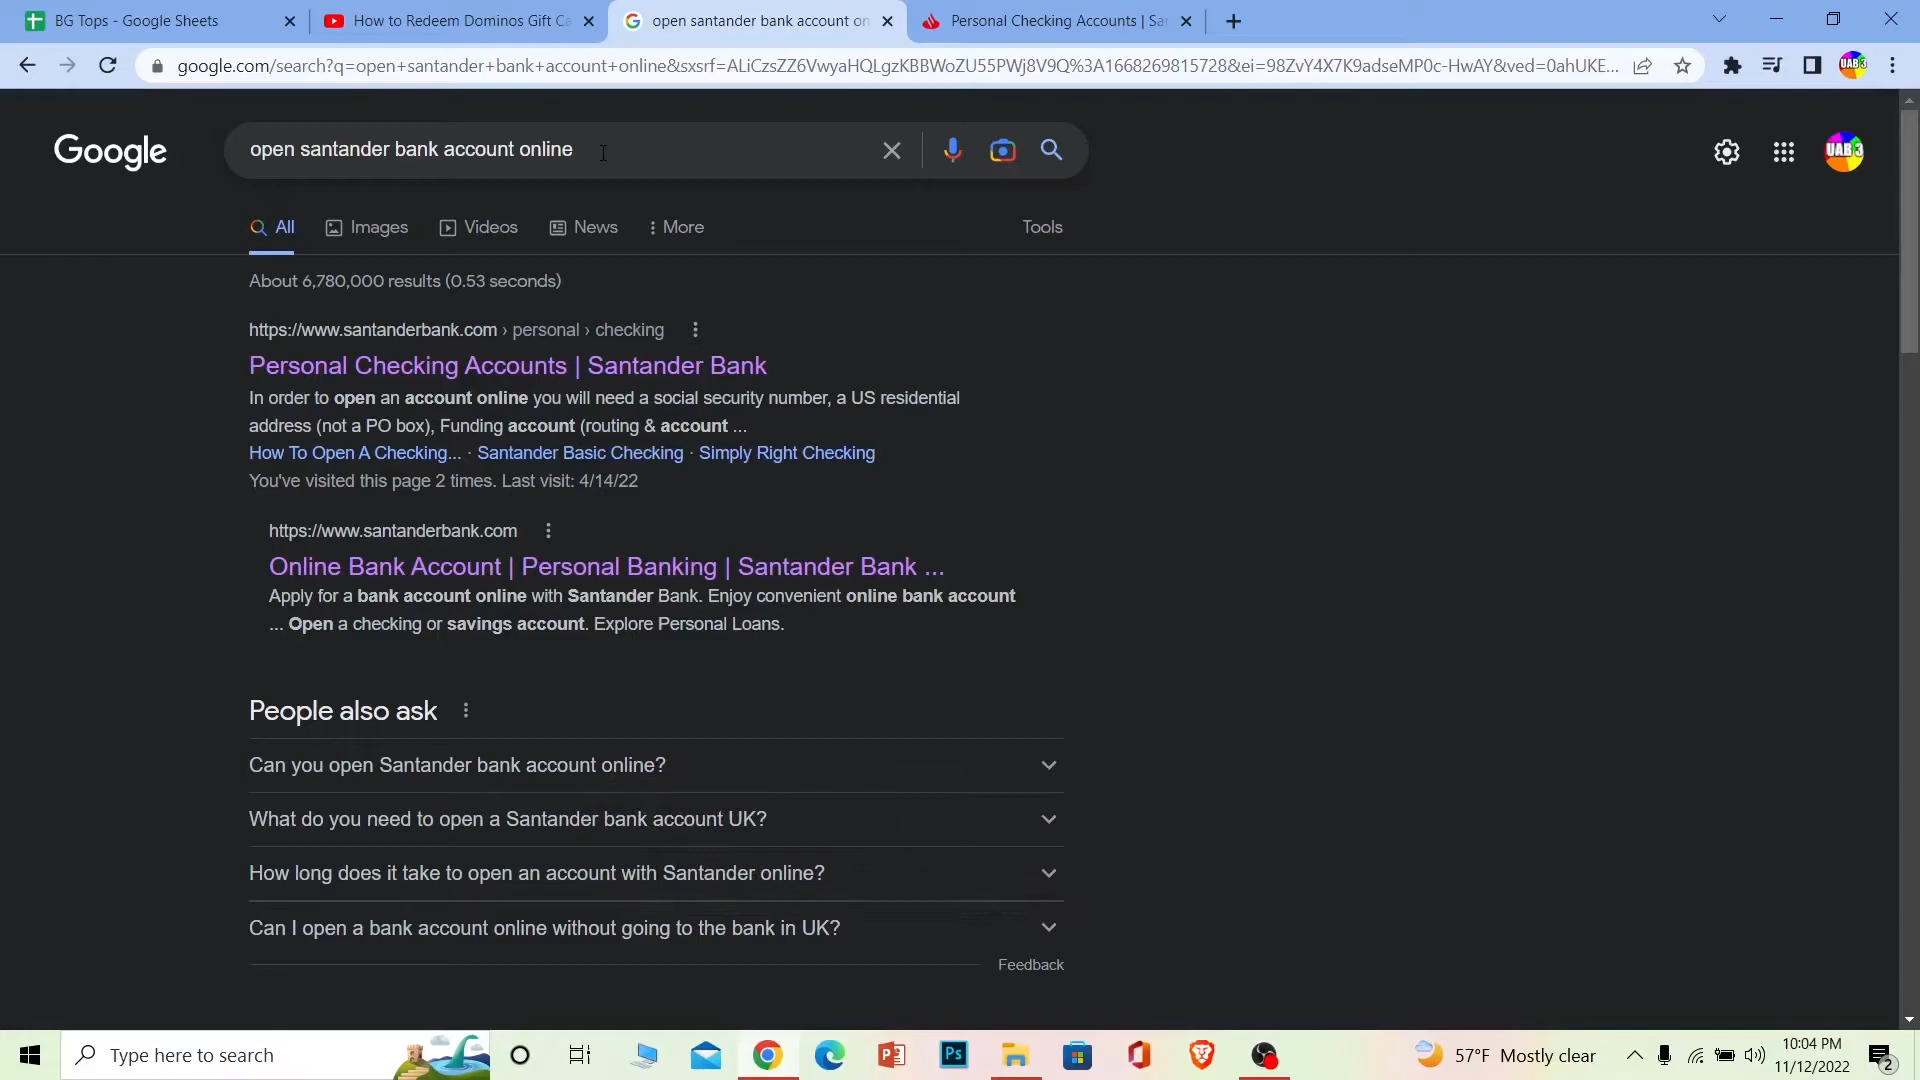 BG Tops - Google Sheets
How to Redeem Dominos Gift Ca
open santander bank account on
Personal Checking Accounts | Sa
google.com/search?q=open+santander+bank+account+online&sxsrf=ALiCzsZZ6VwyaHQLgzKBBWoZU55PWj8V9Q%3A1668269815728&ei=98ZvY4X7K9adseMP0c-HwAY&ved=0ahUKE...
UAB 3
Google
open santander bank account online
UAB 3
All
Images
Videos
News
More
Tools
About 6,780,000 results (0.53 seconds)
https://www.santanderbank.com › personal › checking
Personal Checking Accounts | Santander Bank
In order to open an account online you will need a social security number, a US residential
address (not a PO box), Funding account (routing & account ...
How To Open A Checking... · Santander Basic Checking · Simply Right Checking
You've visited this page 2 times. Last visit: 4/14/22
https://www.santanderbank.com
Online Bank Account | Personal Banking | Santander Bank ...
Apply for a bank account online with Santander Bank. Enjoy convenient online bank account
... Open a checking or savings account. Explore Personal Loans.
People also ask
Can you open Santander bank account online?
What do you need to open a Santander bank account UK?
How long does it take to open an account with Santander online?
Can I open a bank account online without going to the bank in UK?
Feedback
Type here to search
Ps
57°F Mostly clear
10:04 PM
11/12/2022
2